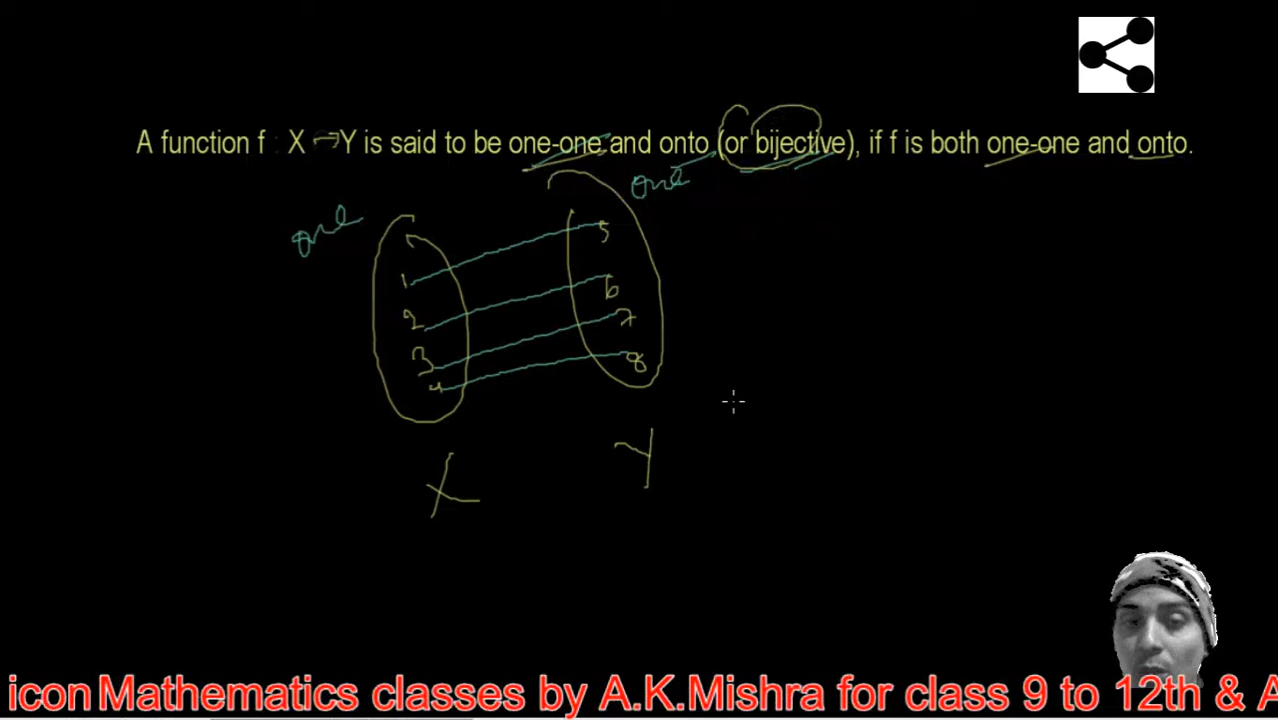 A function f : X → Y is said to be one-one and onto (or bijective), if f is both one-one and onto.
one
one
1
5
2
6
3
7
4
8
X
Y
icon Mathematics classes by A.K.Mishra for class 9 to 12th & A